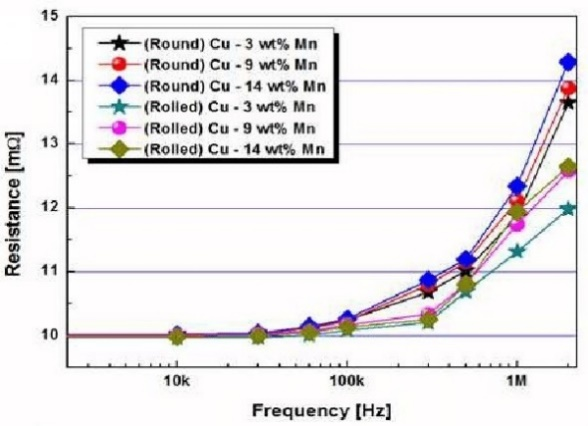 15
14
13
12
11
10
Resistance [mΩ]
(Round) Cu - 3 wt% Mn
(Round) Cu - 9 wt% Mn
(Round) Cu - 14 wt% Mn
(Rolled) Cu - 3 wt% Mn
(Rolled) Cu - 9 wt% Mn
(Rolled) Cu - 14 wt% Mn
10k 100k 1M
Frequency [Hz]